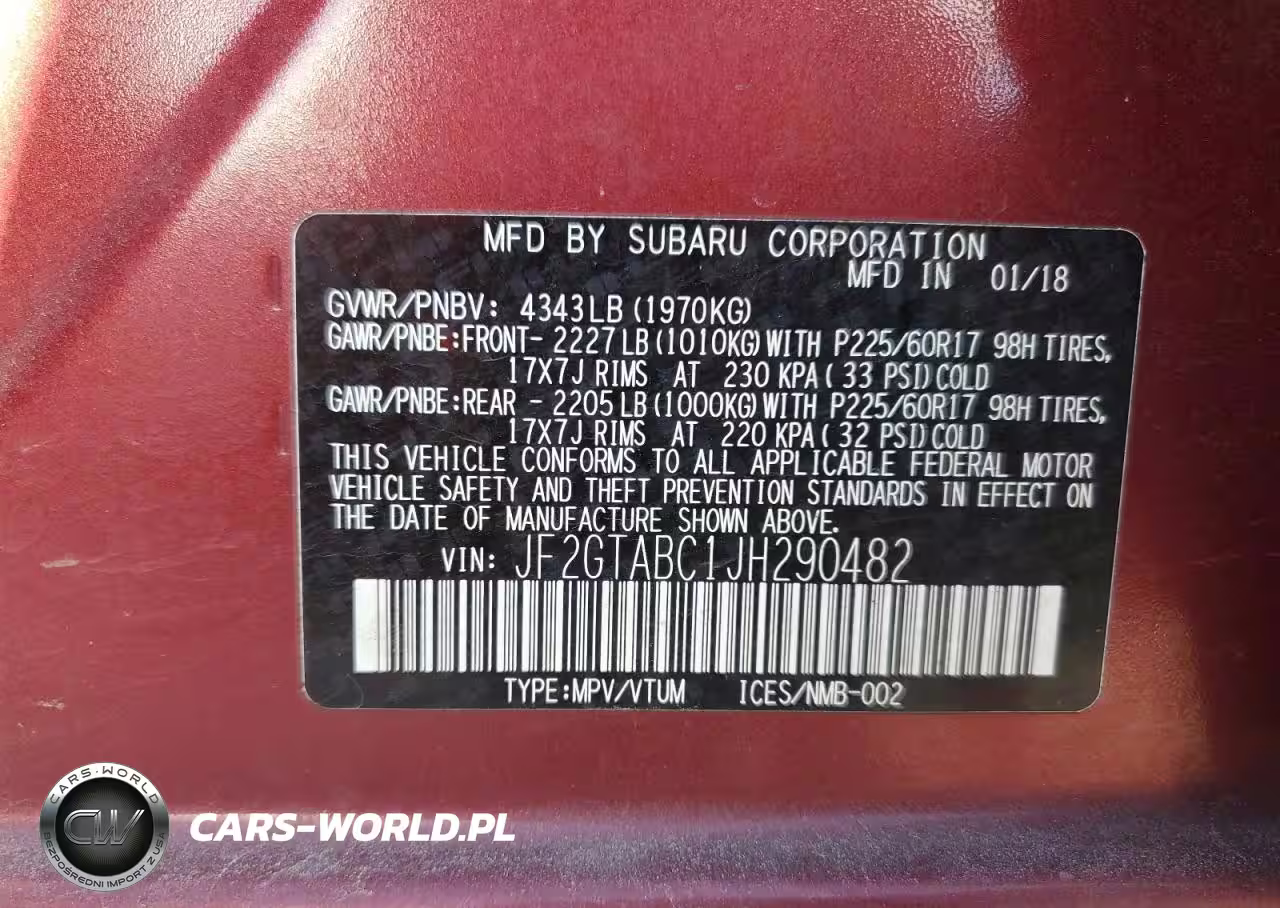 MFD BY SUBARU CORPORATION
MFD IN 01/18
GVWR/PNBV: 4343LB (1970KG)
GAWR/PNBE:FRONT- 2227LB (1010KG) WITH P225/60R17 98H TIRES,
17X7J RIMS AT 230 KPA ( 33 PSI) COLD
GAWR/PNBE:REAR - 2205LB (1000KG) WITH P225/60R17 98H TIRES,
17X7J RIMS AT 220 KPA ( 32 PSI) COLD
THIS VEHICLE CONFORMS TO ALL APPLICABLE FEDERAL MOTOR
VEHICLE SAFETY AND THEFT PREVENTION STANDARDS IN EFFECT ON
THE DATE OF MANUFACTURE SHOWN ABOVE.
VIN: JF2GTABC1JH290482
TYPE:MPV/VTUM ICES/NMB-002
CARS-WORLD
CW
BEZPOŚREDNI IMPORT Z USA
CARS-WORLD.PL